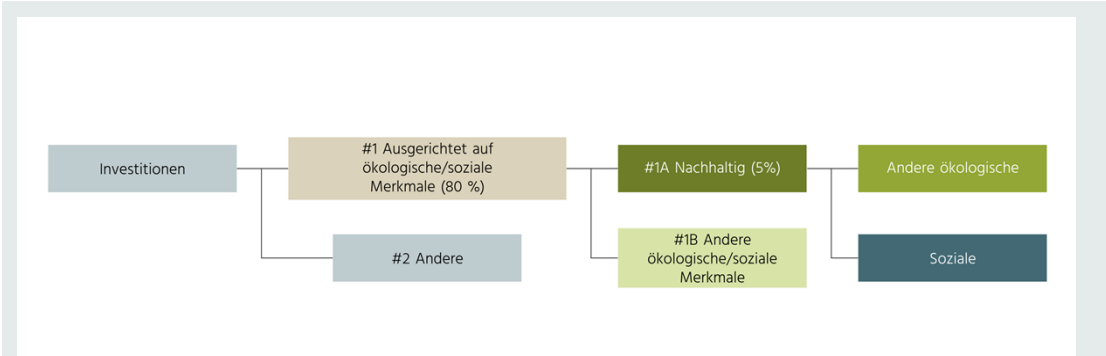 Investitionen
#1 Ausgerichtet auf
ökologische/soziale
Merkmale (80 %)
#1A Nachhaltig (5%)
Andere ökologische
#2 Andere
#1B Andere
ökologische/soziale
Merkmale
Soziale